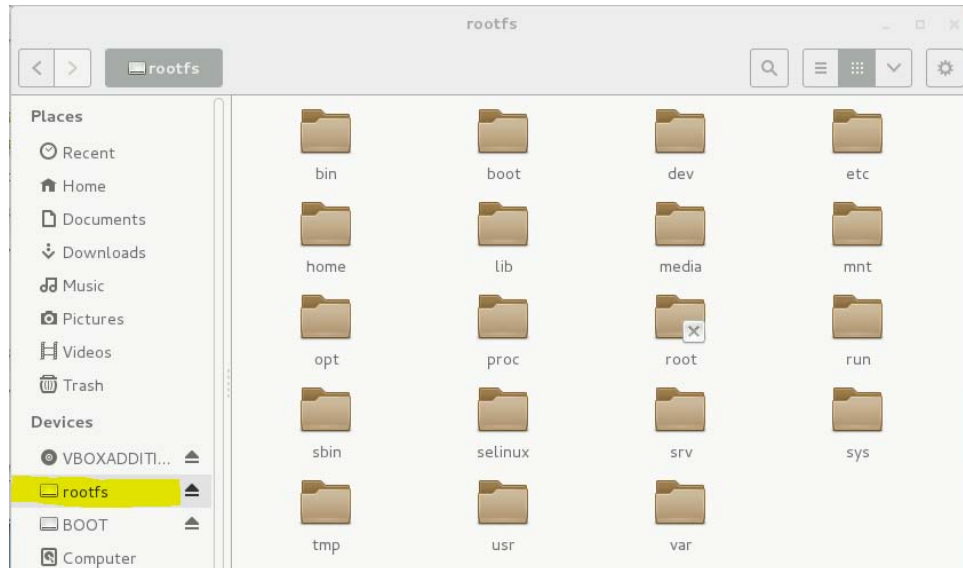 rootfs
rootfs
Places
Recent
Home
Documents
Downloads
Music
Pictures
Videos
Trash
Devices
VBOXADDITI...
rootfs
BOOT
Computer
bin boot dev etc
home lib media mnt
opt proc root run
sbin selinux srv sys
tmp usr var